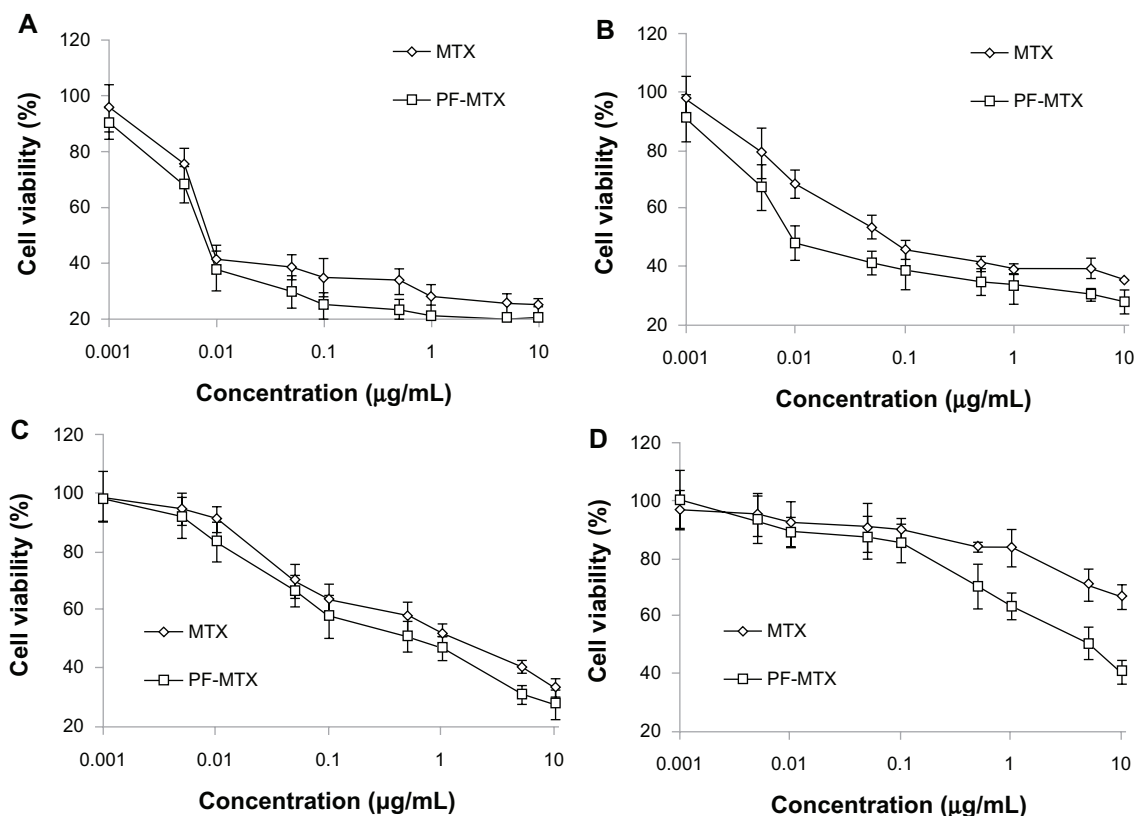 A
120
100
80
60
40
20
Cell viability (%)
MTX
PF-MTX
0.001 0.01 0.1 1 10
Concentration (μg/mL)
B
120
100
80
60
40
20
Cell viability (%)
MTX
PF-MTX
0.001 0.01 0.1 1 10
Concentration (μg/mL)
C
120
100
80
60
40
20
Cell viability (%)
MTX
PF-MTX
0.001 0.01 0.1 1 10
Concentration (μg/mL)
D
120
100
80
60
40
20
Cell viability (%)
MTX
PF-MTX
0.001 0.01 0.1 1 10
Concentration (μg/mL)